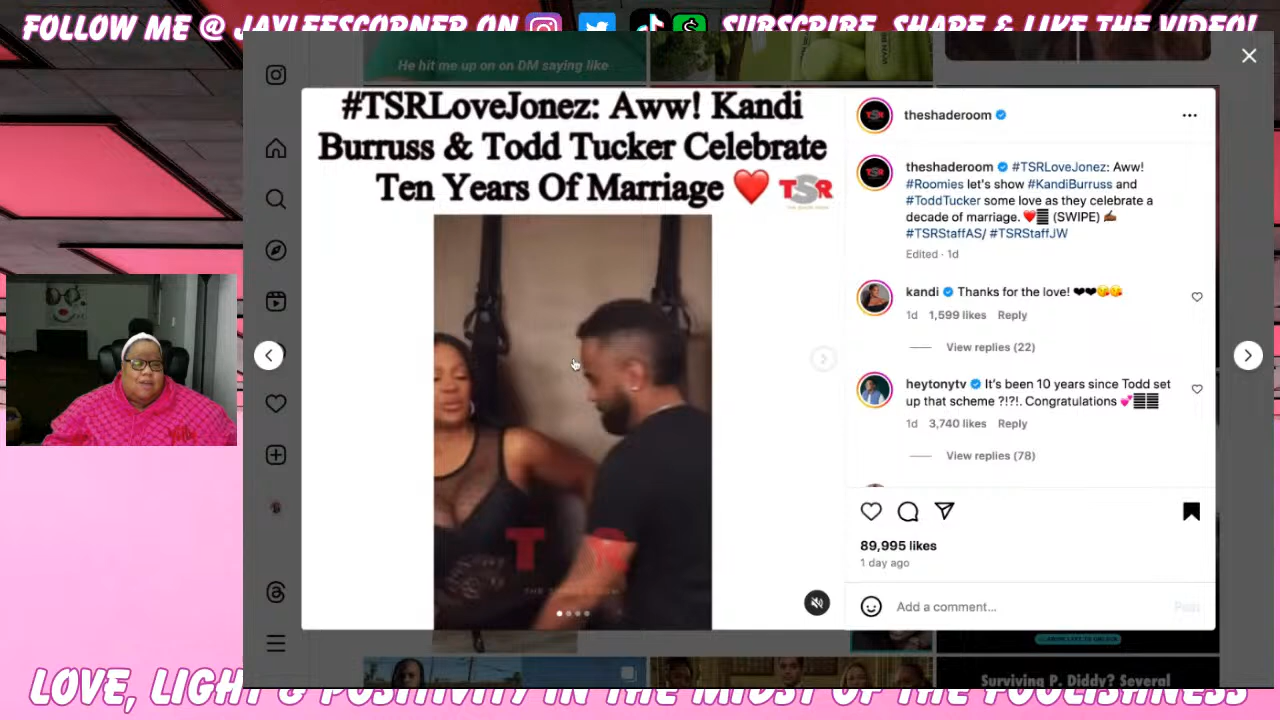 FOLLOW ME @ JAYLEESCORNER ON
SUBSCRIBE, SHARE & LIKE THE VIDEO!
He hit me up on on DM saying like
#TSRLoveJonez: Aww! Kandi
Burruss & Todd Tucker Celebrate
Ten Years Of Marriage ❤️ TSR
T R
theshaderoom
theshaderoom #TSRLoveJonez: Aww!
#Roomies let's show #KandiBurruss and
#ToddTucker some love as they celebrate a
decade of marriage. ❤️ (SWIPE) ✍🏾
#TSRStaffAS/ #TSRStaffJW
Edited · 1d
kandi Thanks for the love! ❤❤😘😘
1d 1,599 likes Reply
View replies (22)
heytonytv It's been 10 years since Todd set
up that scheme ?!?!. Congratulations 💕
1d 3,740 likes Reply
View replies (78)
89,995 likes
1 day ago
Add a comment...
Post
Surviving P. Diddy? Several
LOVE, LIGHT & POSITIVITY IN THE MIDST OF THE FOOLISHNESS